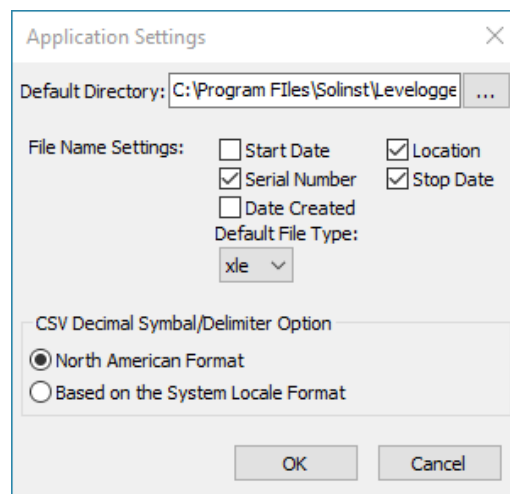 Application Settings
Default Directory: C:\Program FIles\Solinst\Levelogge ...
File Name Settings: Start Date Location
Serial Number Stop Date
Date Created
Default File Type:
xle
CSV Decimal Symbol/Delimiter Option
North American Format
Based on the System Locale Format
OK Cancel